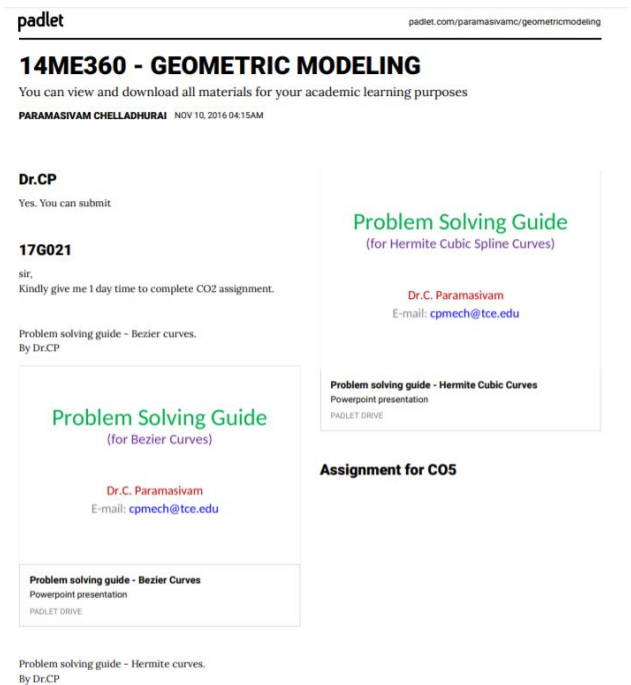 padlet
padlet.com/paramasivamc/geometricmodeling
14ME360 - GEOMETRIC MODELING
You can view and download all materials for your academic learning purposes
PARAMASIVAM CHELLADHURAI NOV 10, 2016 04:15AM
Dr.CP
Yes. You can submit
17G021
sir,
Kindly give me 1 day time to complete CO2 assignment.
Problem solving guide - Bezier curves.
By Dr.CP
Problem Solving Guide
(for Bezier Curves)
Dr.C. Paramasivam
E-mail: cpmech@tce.edu
Problem solving guide - Bezier Curves
Powerpoint presentation
PADLET DRIVE
Problem solving guide - Hermite curves.
By Dr.CP
Problem Solving Guide
(for Hermite Cubic Spline Curves)
Dr.C. Paramasivam
E-mail: cpmech@tce.edu
Problem solving guide - Hermite Cubic Curves
Powerpoint presentation
PADLET DRIVE
Assignment for CO5